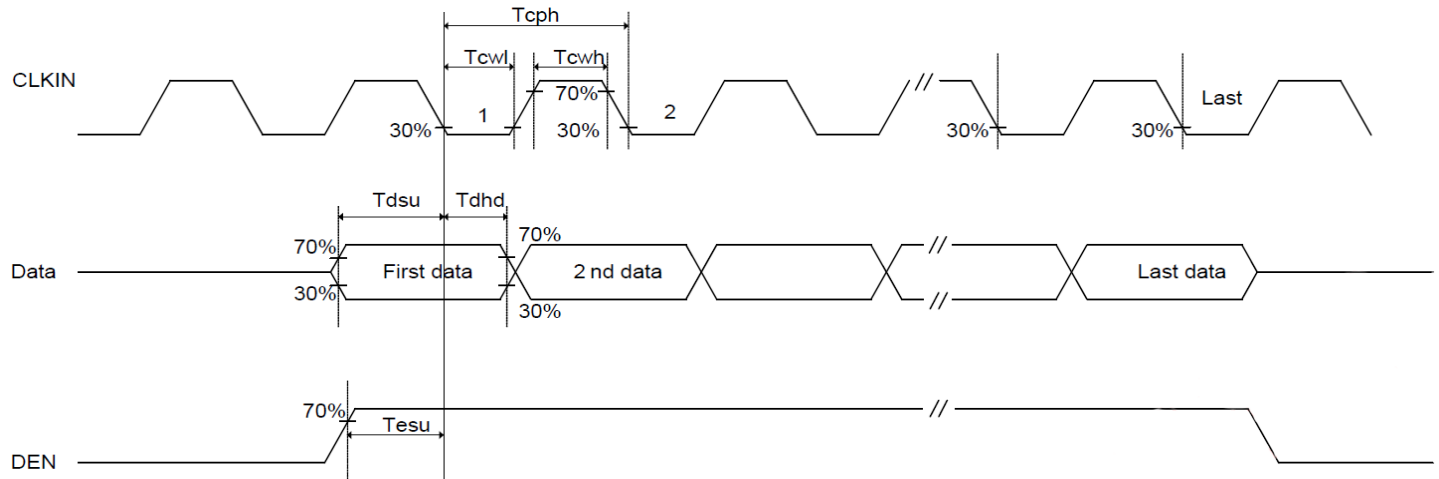 Tcph
Tcwl Tcwh
CLKIN
70%
1 2 Last
30% 30% 30% 30%
Tdsu Tdhd
70% 70%
Data First data 2 nd data Last data
30% 30%
70%
Tesu
DEN